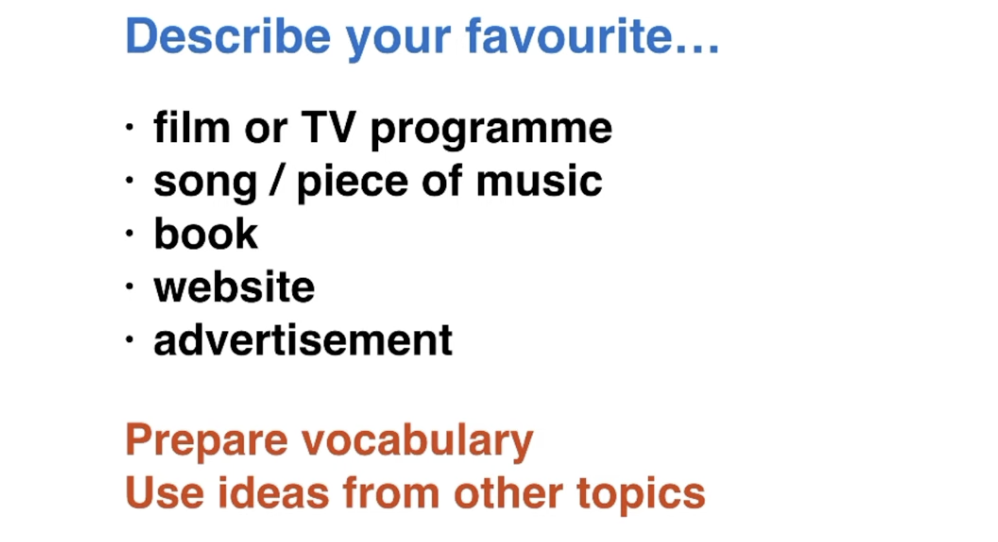 Describe your favourite…
· film or TV programme
· song / piece of music
· book
· website
· advertisement
Prepare vocabulary
Use ideas from other topics